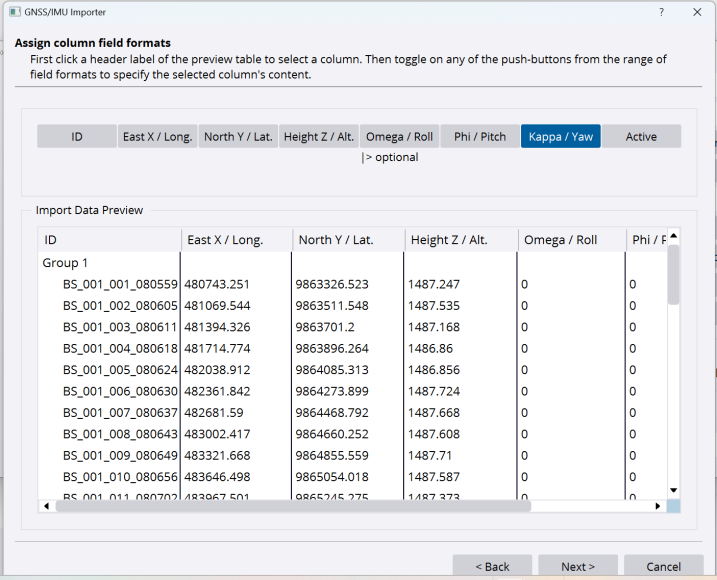 GNSS/IMU Importer
Assign column field formats
First click a header label of the preview table to select a column. Then toggle on any of the push-buttons from the range of
field formats to specify the selected column's content.
ID East X / Long. North Y / Lat. Height Z / Alt. Omega / Roll Phi / Pitch Kappa / Yaw Active
|> optional
Import Data Preview
ID East X / Long. North Y / Lat. Height Z / Alt. Omega / Roll Phi /
Group 1
BS_001_001_080559 480743.251 9863326.523 1487.247 0 0
BS_001_002_080605 481069.544 9863511.548 1487.535 0 0
BS_001_003_080611 481394.326 9863701.2 1487.168 0 0
BS_001_004_080618 481714.774 9863896.264 1486.86 0 0
BS_001_005_080624 482038.912 9864085.313 1486.856 0 0
BS_001_006_080630 482361.842 9864273.899 1487.724 0 0
BS_001_007_080637 482681.59 9864468.792 1487.668 0 0
BS_001_008_080643 483002.417 9864660.252 1487.608 0 0
BS_001_009_080649 483321.668 9864855.559 1487.71 0 0
BS_001_010_080656 483646.498 9865054.018 1487.587 0 0
BS_001_011_080702 483967.501 9865245.275 1487.373 0 0
< Back Next > Cancel